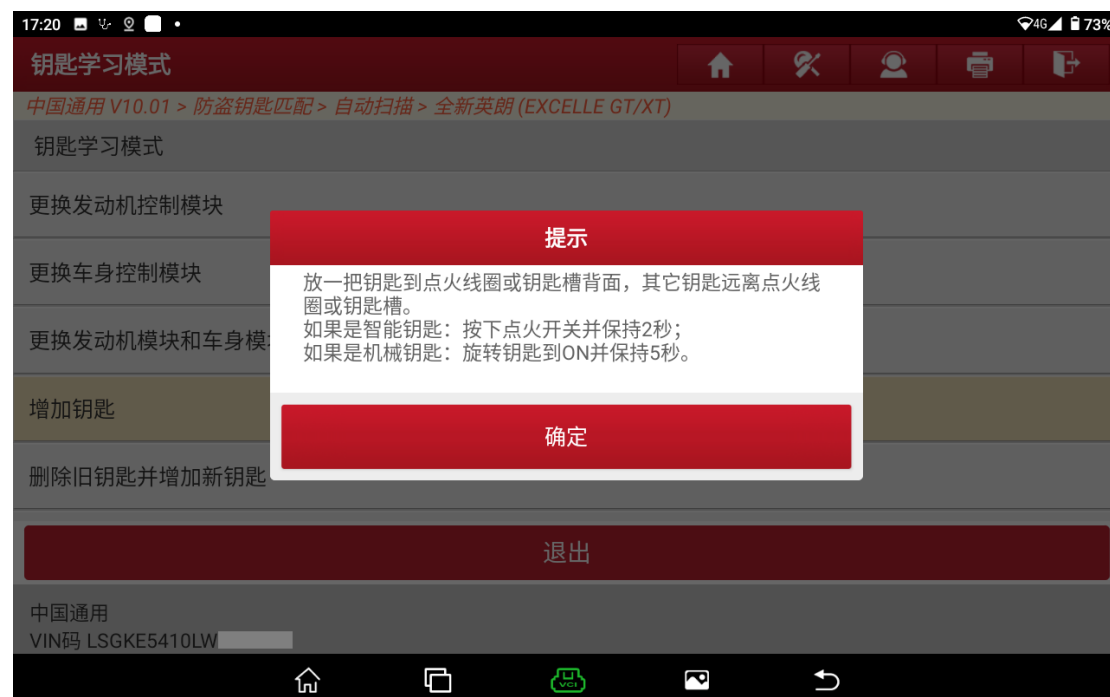 17:20
4G 73%
钥匙学习模式
中国通用 V10.01 > 防盗钥匙匹配 > 自动扫描 > 全新英朗 (EXCELLE GT/XT)
钥匙学习模式
更换发动机控制模块
更换车身控制模块
更换发动机模块和车身模
增加钥匙
删除旧钥匙并增加新钥匙
提示
放一把钥匙到点火线圈或钥匙槽背面，其它钥匙远离点火线
圈或钥匙槽。
如果是智能钥匙：按下点火开关并保持2秒；
如果是机械钥匙：旋转钥匙到ON并保持5秒。
确定
退出
中国通用
VIN码 LSGKE5410LW
VCI